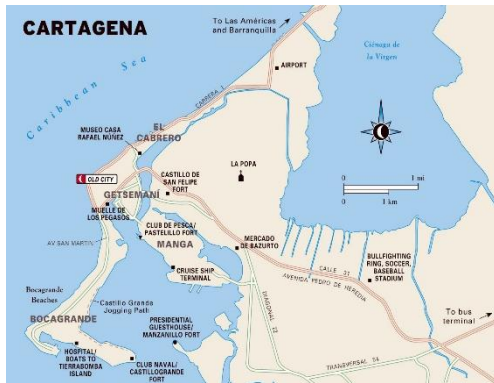 CARTAGENA
To Las Américas
and Barranquilla
Ciénaga de
la Virgen
Caribbean Sea
AIRPORT
CARRERA 1
EL
CABRERO
MUSEO CASA
RAFAEL NÚÑEZ
LA POPA
OLD CITY
CASTILLO DE
SAN FELIPE
FORT
GETSEMANÍ
0 1 mi
0 1 km
MUELLE DE
LOS PEGASOS
CLUB DE PESCA/
PASTELILLO FORT
MANGA
MERCADO
DE BAZURTO
AV SAN MARTIN
CRUISE SHIP
TERMINAL
CALLE 31
AVENIDA PEDRO DE HEREDIA
BULLFIGHTING
RING, SOCCER,
BASEBALL
STADIUM
Bocagrande
Beaches
Castillo Grande
Jogging Path
BOCAGRANDE
PRESIDENTIAL
GUESTHOUSE/
MANZANILLO FORT
DIAGONAL 22
To bus
terminal
HOSPITAL/
BOATS TO
TIERRABOMBA
ISLAND
CLUB NAVAL/
CASTILLOGRANDE
FORT
TRANSVERSAL 54